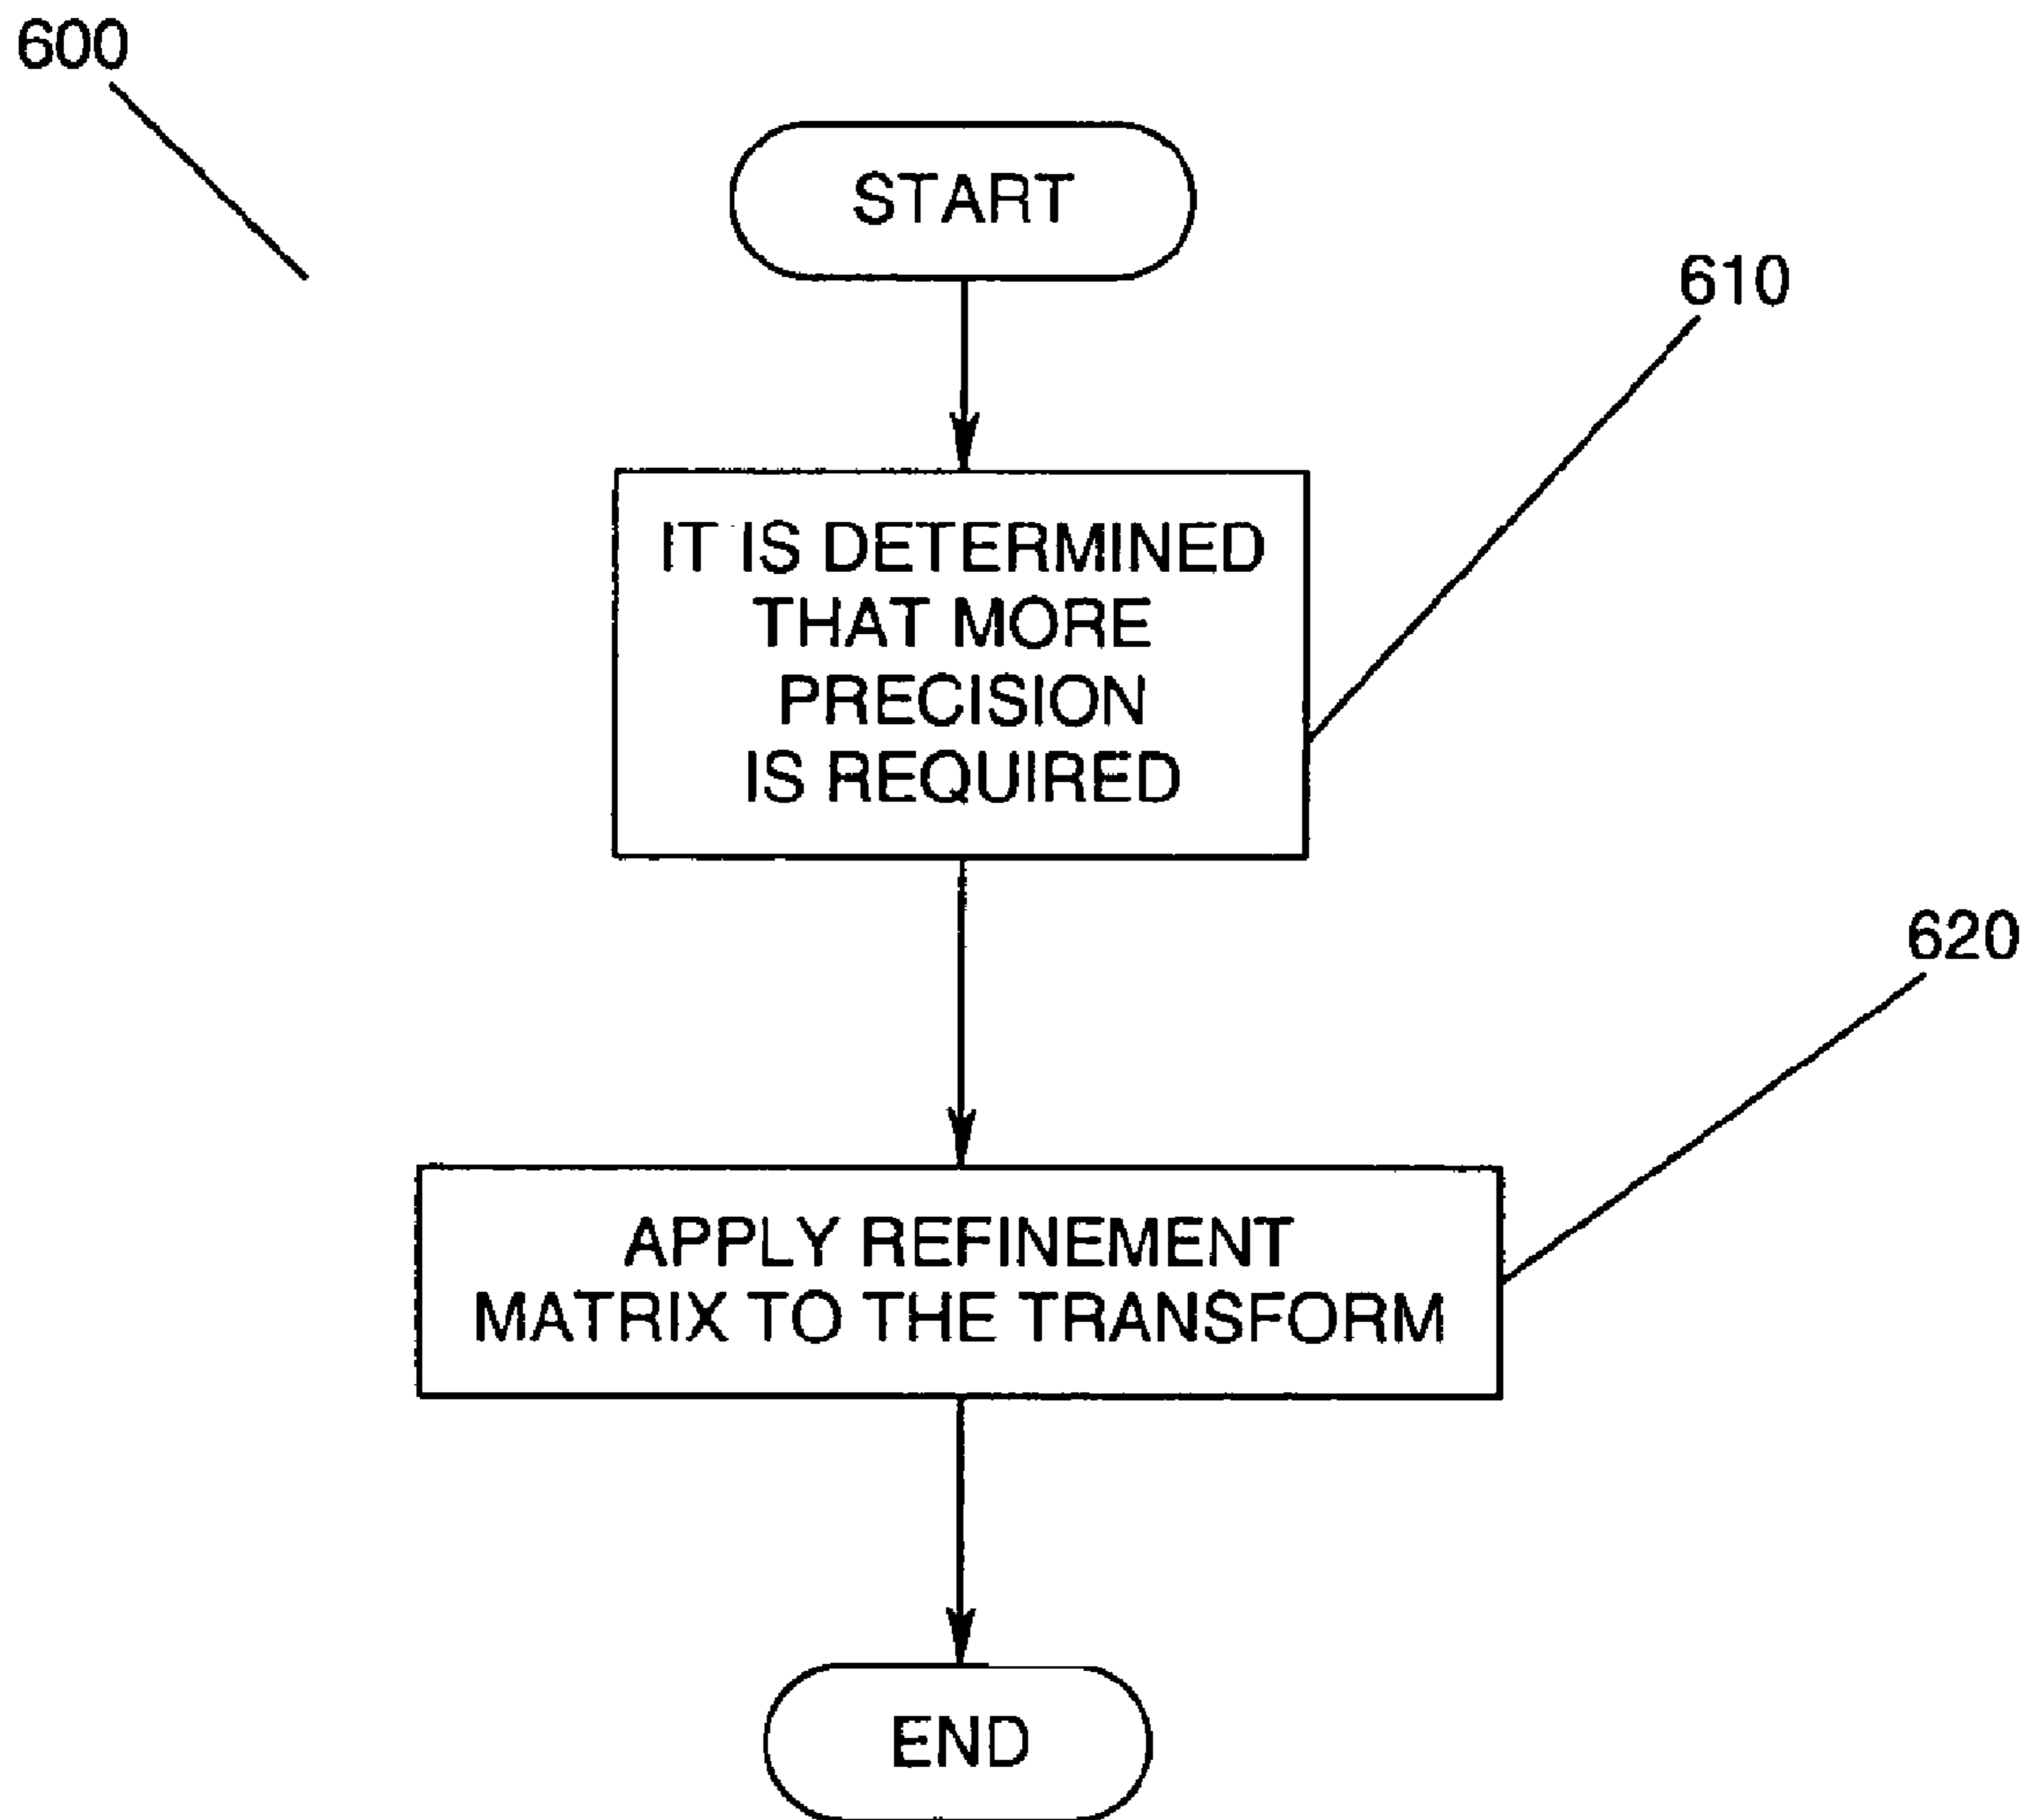 600
START
610
IT IS DETERMINED
THAT MORE
PRECISION
IS REQUIRED
620
APPLY REFINEMENT
MATRIX TO THE TRANSFORM
END